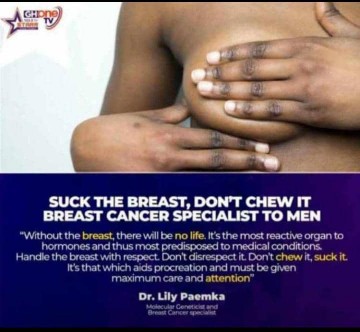 GHone
TV
STARR
SUCK THE BREAST, DON'T CHEW IT
BREAST CANCER SPECIALIST TO MEN
"Without the breast, there will be no life. It's the most reactive organ to
hormones and thus most predisposed to medical conditions.
Handle the breast with respect. Don't disrespect it. Don't chew it, suck it.
It's that which aids procreation and must be given
maximum care and attention"
Dr. Lily Paemka
Molecular Geneticist and
Breast Cancer specialist